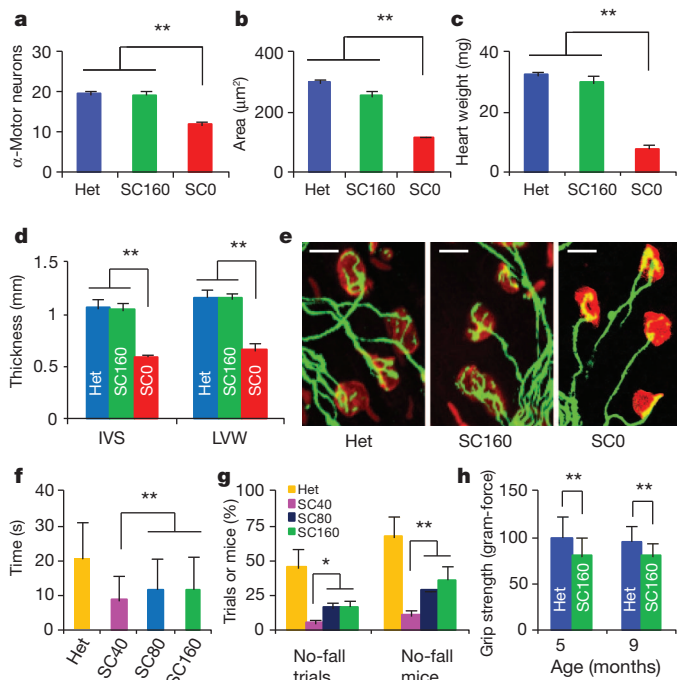 a
**
α-Motor neurons
30
20
10
0
Het
SC160
SC0
b
**
Area (μm²)
400
200
0
Het
SC160
SC0
c
**
Heart weight (mg)
40
20
0
Het
SC160
SC0
d
**
**
Thickness (mm)
1.5
1
0.5
0
Het
SC160
SC0
Het
SC160
SC0
IVS
LVW
e
Het
SC160
SC0
f
**
Time (s)
40
30
20
10
0
Het
SC40
SC80
SC160
g
Het
SC40
SC80
SC160
*
**
Trials or mice (%)
100
75
50
25
0
No-fall
trials
No-fall
mice
h
**
**
Grip strength (gram-force)
150
100
50
0
Het
SC160
Het
SC160
5
9
Age (months)